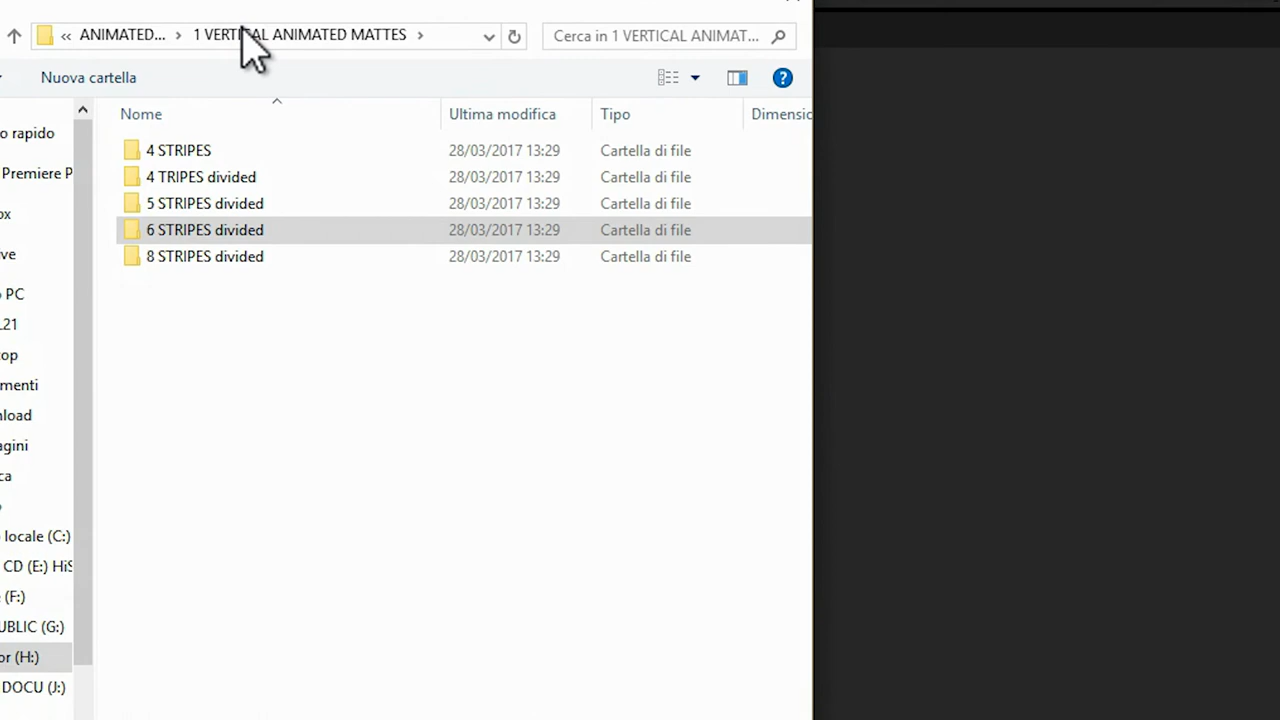 « ANIMATED... › 1 VERTICAL ANIMATED MATTES ›
Cerca in 1 VERTICAL ANIMAT...
Nuova cartella
Nome Ultima modifica Tipo Dimensic
4 STRIPES 28/03/2017 13:29 Cartella di file
4 TRIPES divided 28/03/2017 13:29 Cartella di file
5 STRIPES divided 28/03/2017 13:29 Cartella di file
6 STRIPES divided 28/03/2017 13:29 Cartella di file
8 STRIPES divided 28/03/2017 13:29 Cartella di file
o rapido
Premiere P
ox
ve
PC
L21
top
menti
nload
agini
ca
o
locale (C:)
CD (E:) HiS
(F:)
UBLIC (G:)
or (H:)
DOCU (J:)